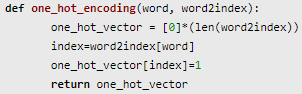 def one_hot_encoding(word, word2index):
       one_hot_vector = [0]*(len(word2index))
       index=word2index[word]
       one_hot_vector[index]=1
       return one_hot_vector